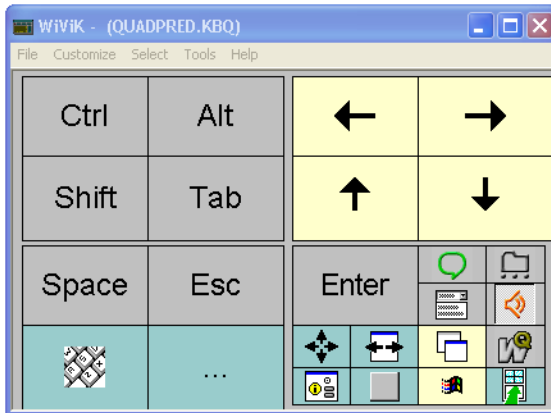 WiViK - (QUADPRED.KBQ)
File Customize Select Tools Help
Ctrl Alt
Shift Tab
Space Esc Enter
...
W